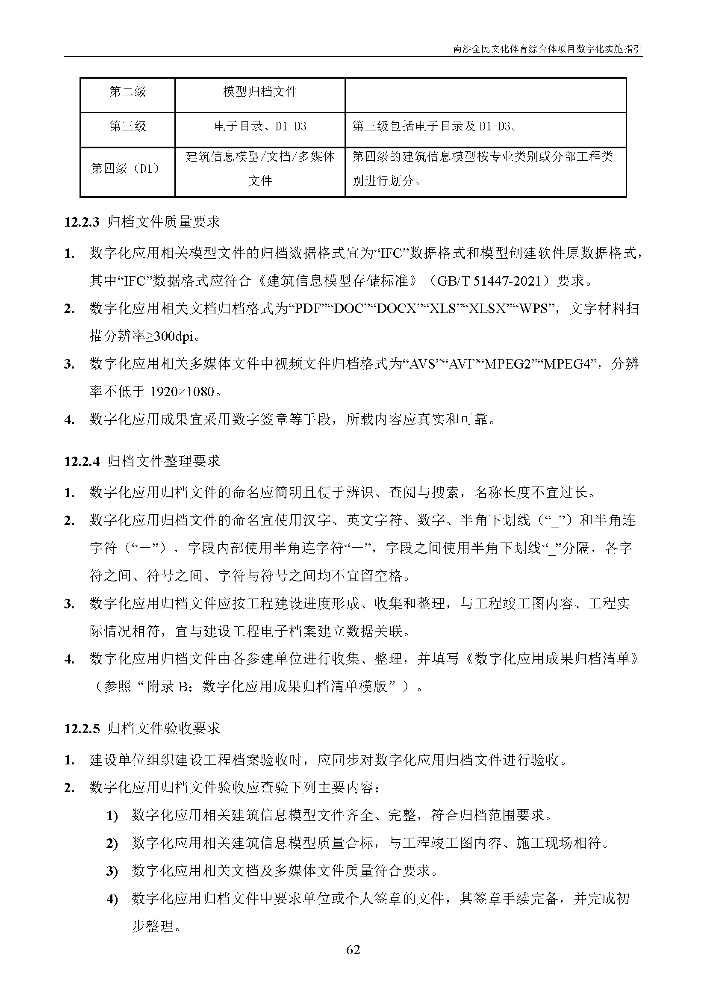 南沙全民文化体育综合体项目数字化实施指引
第二级 模型归档文件
第三级 电子目录、D1-D3 第三级包括电子目录及 D1-D3。
第四级（D1） 建筑信息模型/文档/多媒体 第四级的建筑信息模型按专业类别或分部工程类
文件 别进行划分。
12.2.3 归档文件质量要求
1. 数字化应用相关模型文件的归档数据格式宜为“IFC”数据格式和模型创建软件原数据格式，
其中“IFC”数据格式应符合《建筑信息模型存储标准》（GB/T 51447-2021）要求。
2. 数字化应用相关文档归档格式为“PDF”“DOC”“DOCX”“XLS”“XLSX”“WPS”，文字材料扫
描分辨率≥300dpi。
3. 数字化应用相关多媒体文件中视频文件归档格式为“AVS”“AVI”“MPEG2”“MPEG4”，分辨
率不低于 1920×1080。
4. 数字化应用成果宜采用数字签章等手段，所载内容应真实和可靠。
12.2.4 归档文件整理要求
1. 数字化应用归档文件的命名应简明且便于辨识、查阅与搜索，名称长度不宜过长。
2. 数字化应用归档文件的命名宜使用汉字、英文字符、数字、半角下划线（“_”）和半角连
字符（“—”），字段内部使用半角连字符“—”，字段之间使用半角下划线“_”分隔，各字
符之间、符号之间、字符与符号之间均不宜留空格。
3. 数字化应用归档文件应按工程建设进度形成、收集和整理，与工程竣工图内容、工程实
际情况相符，宜与建设工程电子档案建立数据关联。
4. 数字化应用归档文件由各参建单位进行收集、整理，并填写《数字化应用成果归档清单》
（参照“附录 B：数字化应用成果归档清单模版”）。
12.2.5 归档文件验收要求
1. 建设单位组织建设工程档案验收时，应同步对数字化应用归档文件进行验收。
2. 数字化应用归档文件验收应查验下列主要内容：
1) 数字化应用相关建筑信息模型文件齐全、完整，符合归档范围要求。
2) 数字化应用相关建筑信息模型质量合标，与工程竣工图内容、施工现场相符。
3) 数字化应用相关文档及多媒体文件质量符合要求。
4) 数字化应用归档文件中要求单位或个人签章的文件，其签章手续完备，并完成初
步整理。
62